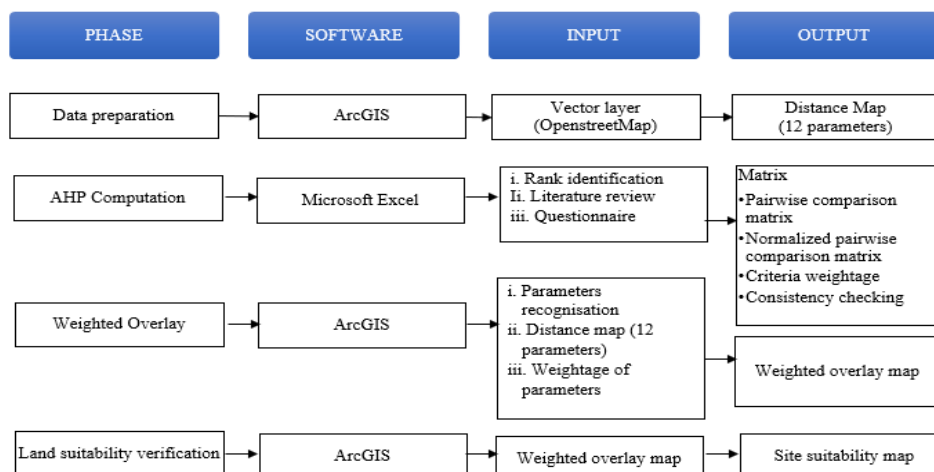 PHASE
SOFTWARE
INPUT
OUTPUT
Data preparation
ArcGIS
Vector layer
(OpenstreetMap)
Distance Map
(12 parameters)
AHP Computation
Microsoft Excel
i. Rank identification
Ii. Literature review
iii. Questionnaire
Matrix
•Pairwise comparison
matrix
•Normalized pairwise
comparison matrix
•Criteria weightage
•Consistency checking
Weighted Overlay
ArcGIS
i. Parameters
recognisation
ii. Distance map (12
parameters)
iii. Weightage of
parameters
Weighted overlay map
Land suitability verification
ArcGIS
Weighted overlay map
Site suitability map